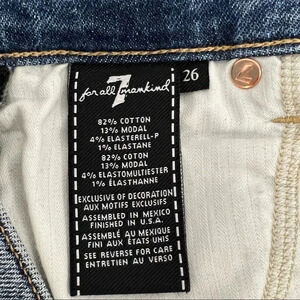 for all 7 mankind
26
82% COTTON
13% MODAL
4% ELASTERELL-P
1% ELASTANE
82% COTON
13% MODAL
4% ELASTOMULTIESTER
1% ÉLASTHANNE
EXCLUSIVE OF DECORATION
AUX MOTIFS EXCLUSIFS
ASSEMBLED IN MEXICO
FINISHED IN U.S.A.
ASSEMBLÉ AU MEXIQUE
FINI AUX ÉTATS UNIS
SEE REVERSE FOR CARE
ENTRETIEN AU VERSO